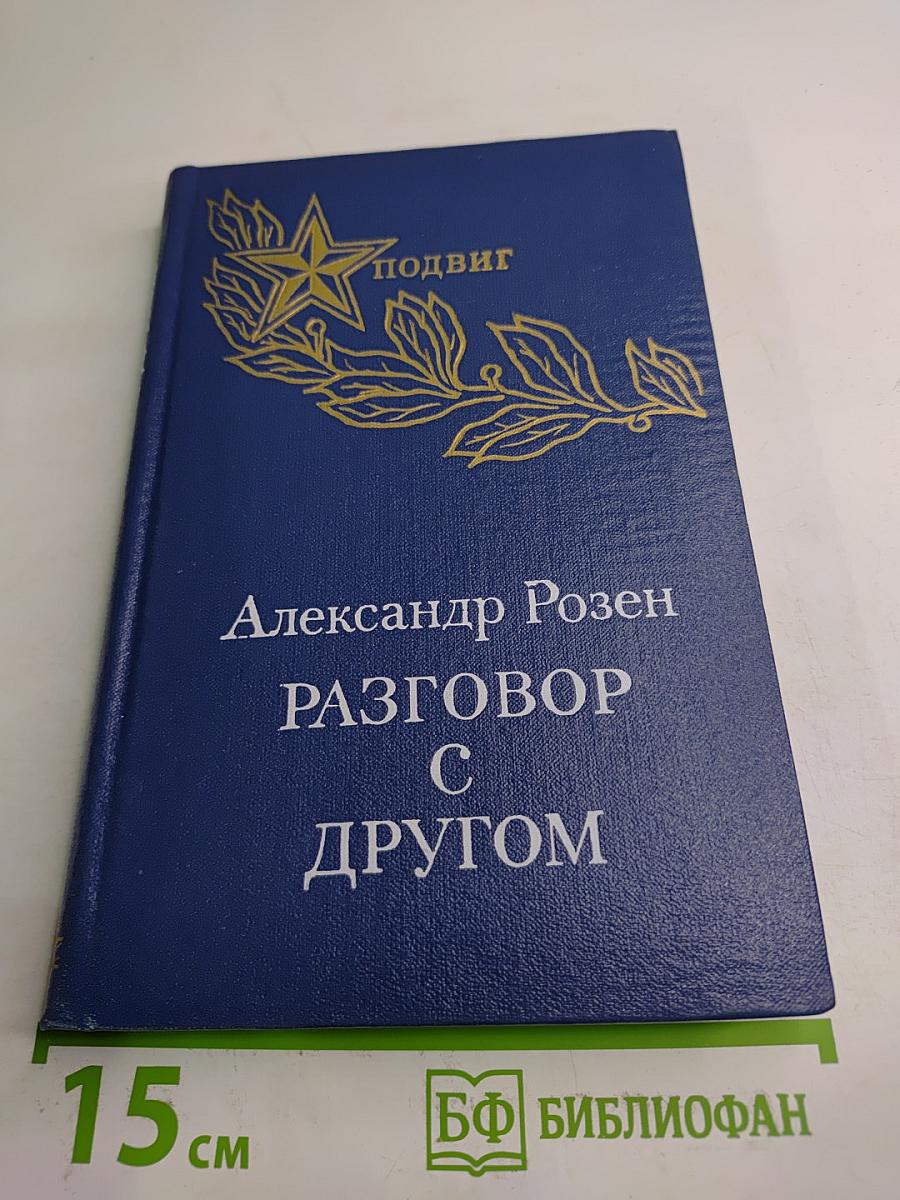 ПОДВИГ
Александр Розен
РАЗГОВОР
С
ДРУГОМ
15 см
БФ БИБЛИОФАН